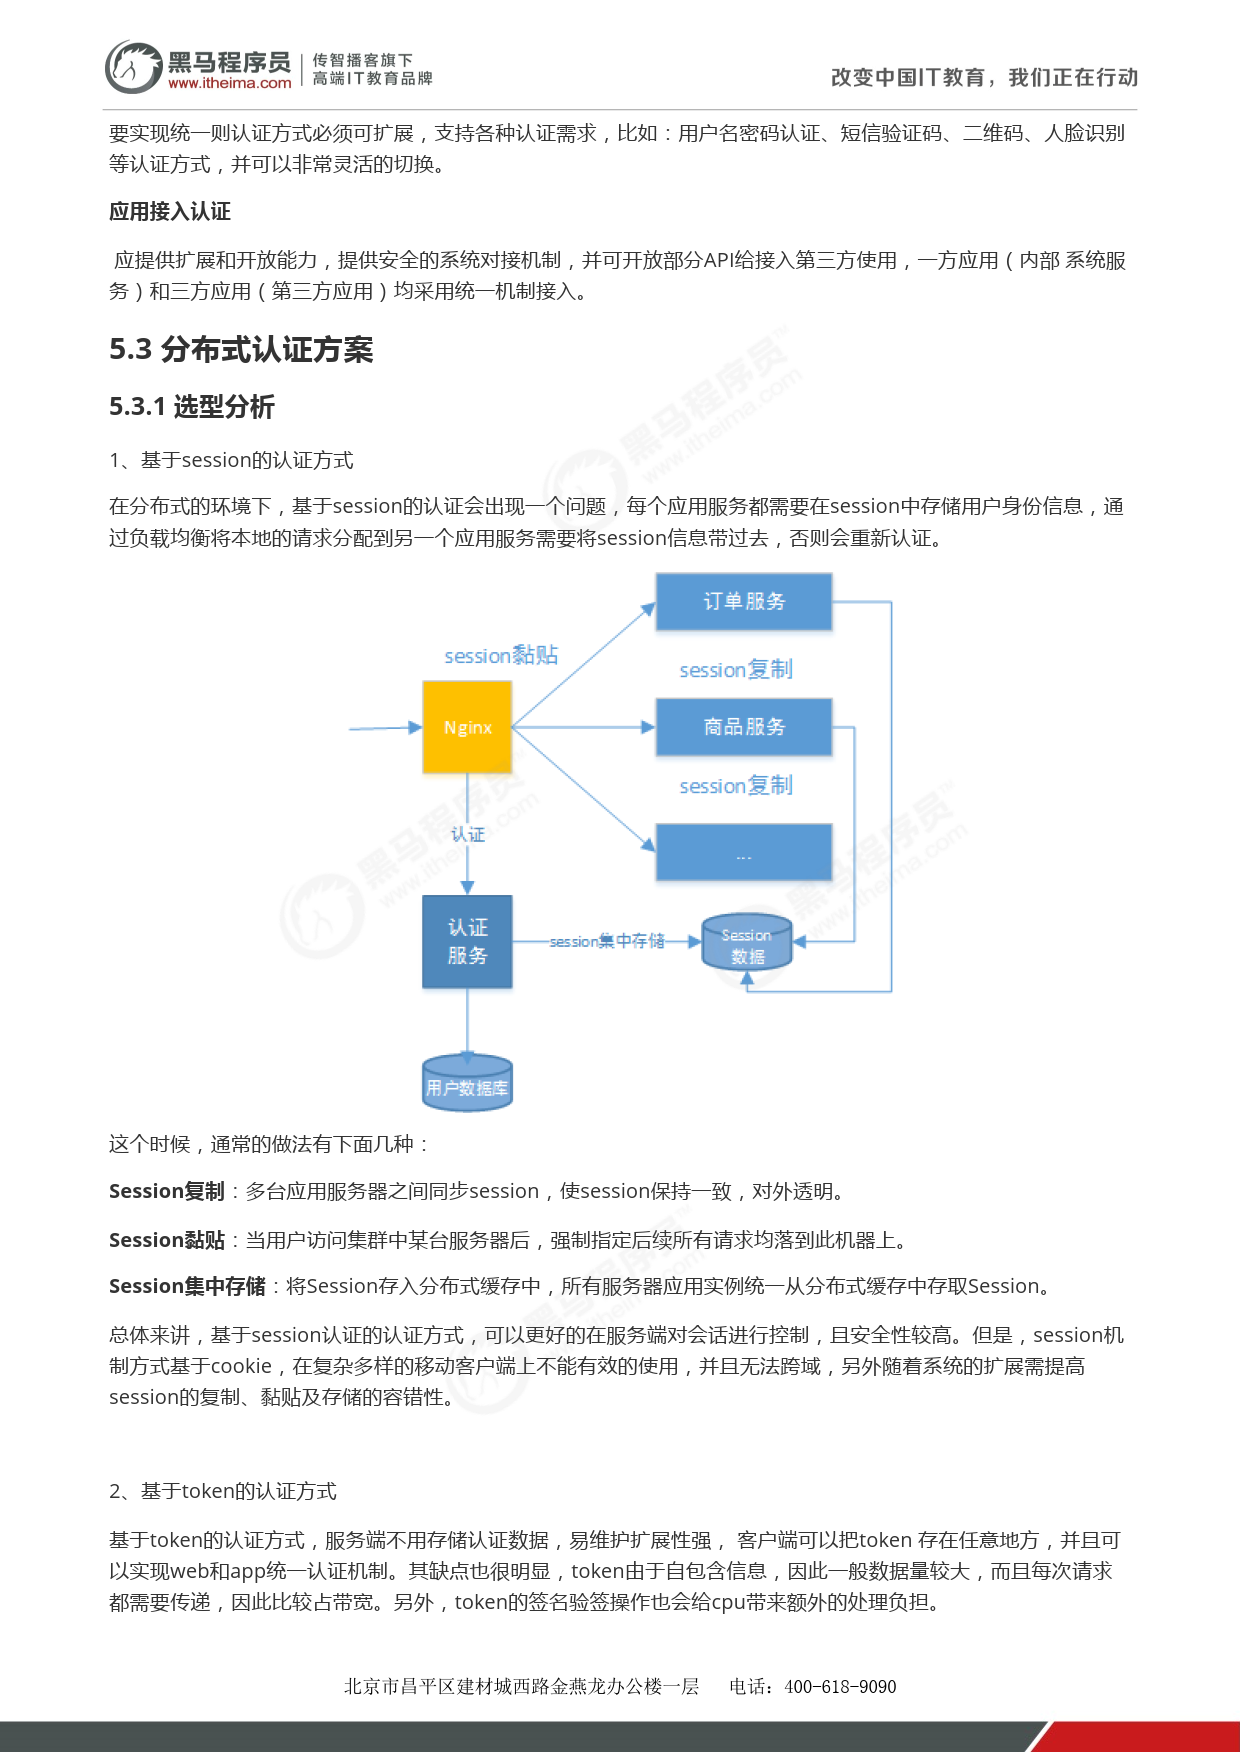 黑马程序员
www.itheima.com
传智播客旗下
高端IT教育品牌
改变中国IT教育，我们正在行动
要实现统一则认证方式必须可扩展，支持各种认证需求，比如：用户名密码认证、短信验证码、二维码、人脸识别
等认证方式，并可以非常灵活的切换。
应用接入认证
应提供扩展和开放能力，提供安全的系统对接机制，并可开放部分API给接入第三方使用，一方应用（内部 系统服
务）和三方应用（第三方应用）均采用统一机制接入。
5.3 分布式认证方案
5.3.1 选型分析
1、基于session的认证方式
在分布式的环境下，基于session的认证会出现一个问题，每个应用服务都需要在session中存储用户身份信息，通
过负载均衡将本地的请求分配到另一个应用服务需要将session信息带过去，否则会重新认证。
订单服务
session黏贴
session复制
Nginx
商品服务
session复制
认证
...
认证
服务
session集中存储
Session
数据
用户数据库
这个时候，通常的做法有下面几种：
Session复制：多台应用服务器之间同步session，使session保持一致，对外透明。
Session黏贴：当用户访问集群中某台服务器后，强制指定后续所有请求均落到此机器上。
Session集中存储：将Session存入分布式缓存中，所有服务器应用实例统一从分布式缓存中存取Session。
总体来讲，基于session认证的认证方式，可以更好的在服务端对会话进行控制，且安全性较高。但是，session机
制方式基于cookie，在复杂多样的移动客户端上不能有效的使用，并且无法跨域，另外随着系统的扩展需提高
session的复制、黏贴及存储的容错性。
2、基于token的认证方式
基于token的认证方式，服务端不用存储认证数据，易维护扩展性强， 客户端可以把token 存在任意地方，并且可
以实现web和app统一认证机制。其缺点也很明显，token由于自包含信息，因此一般数据量较大，而且每次请求
都需要传递，因此比较占带宽。另外，token的签名验签操作也会给cpu带来额外的处理负担。
北京市昌平区建材城西路金燕龙办公楼一层 电话：400-618-9090